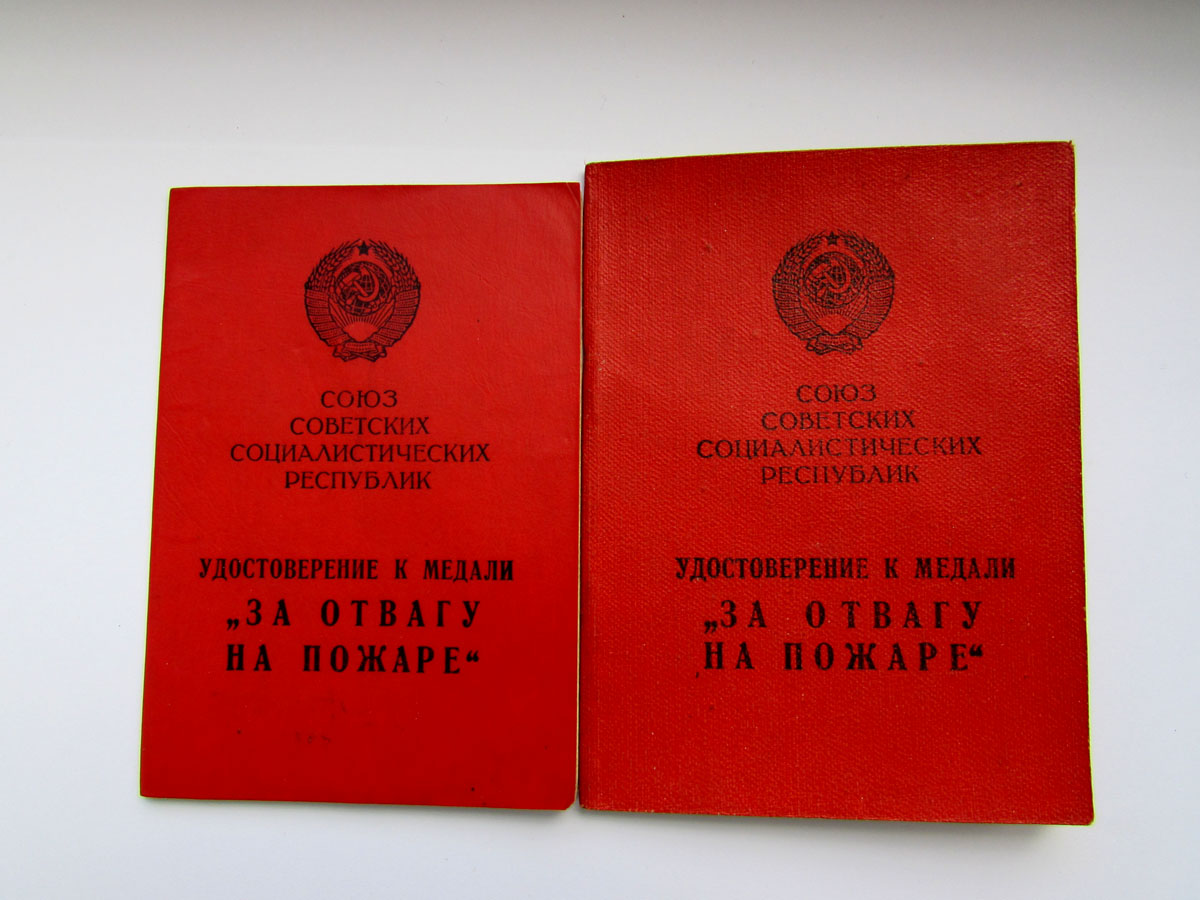 СОЮЗ
СОВЕТСКИХ
СОЦИАЛИСТИЧЕСКИХ
РЕСПУБЛИК
УДОСТОВЕРЕНИЕ К МЕДАЛИ
„ЗА ОТВАГУ
НА ПОЖАРЕ“
СОЮЗ
СОВЕТСКИХ
СОЦИАЛИСТИЧЕСКИХ
РЕСПУБЛИК
УДОСТОВЕРЕНИЕ К МЕДАЛИ
„ЗА ОТВАГУ
НА ПОЖАРЕ“